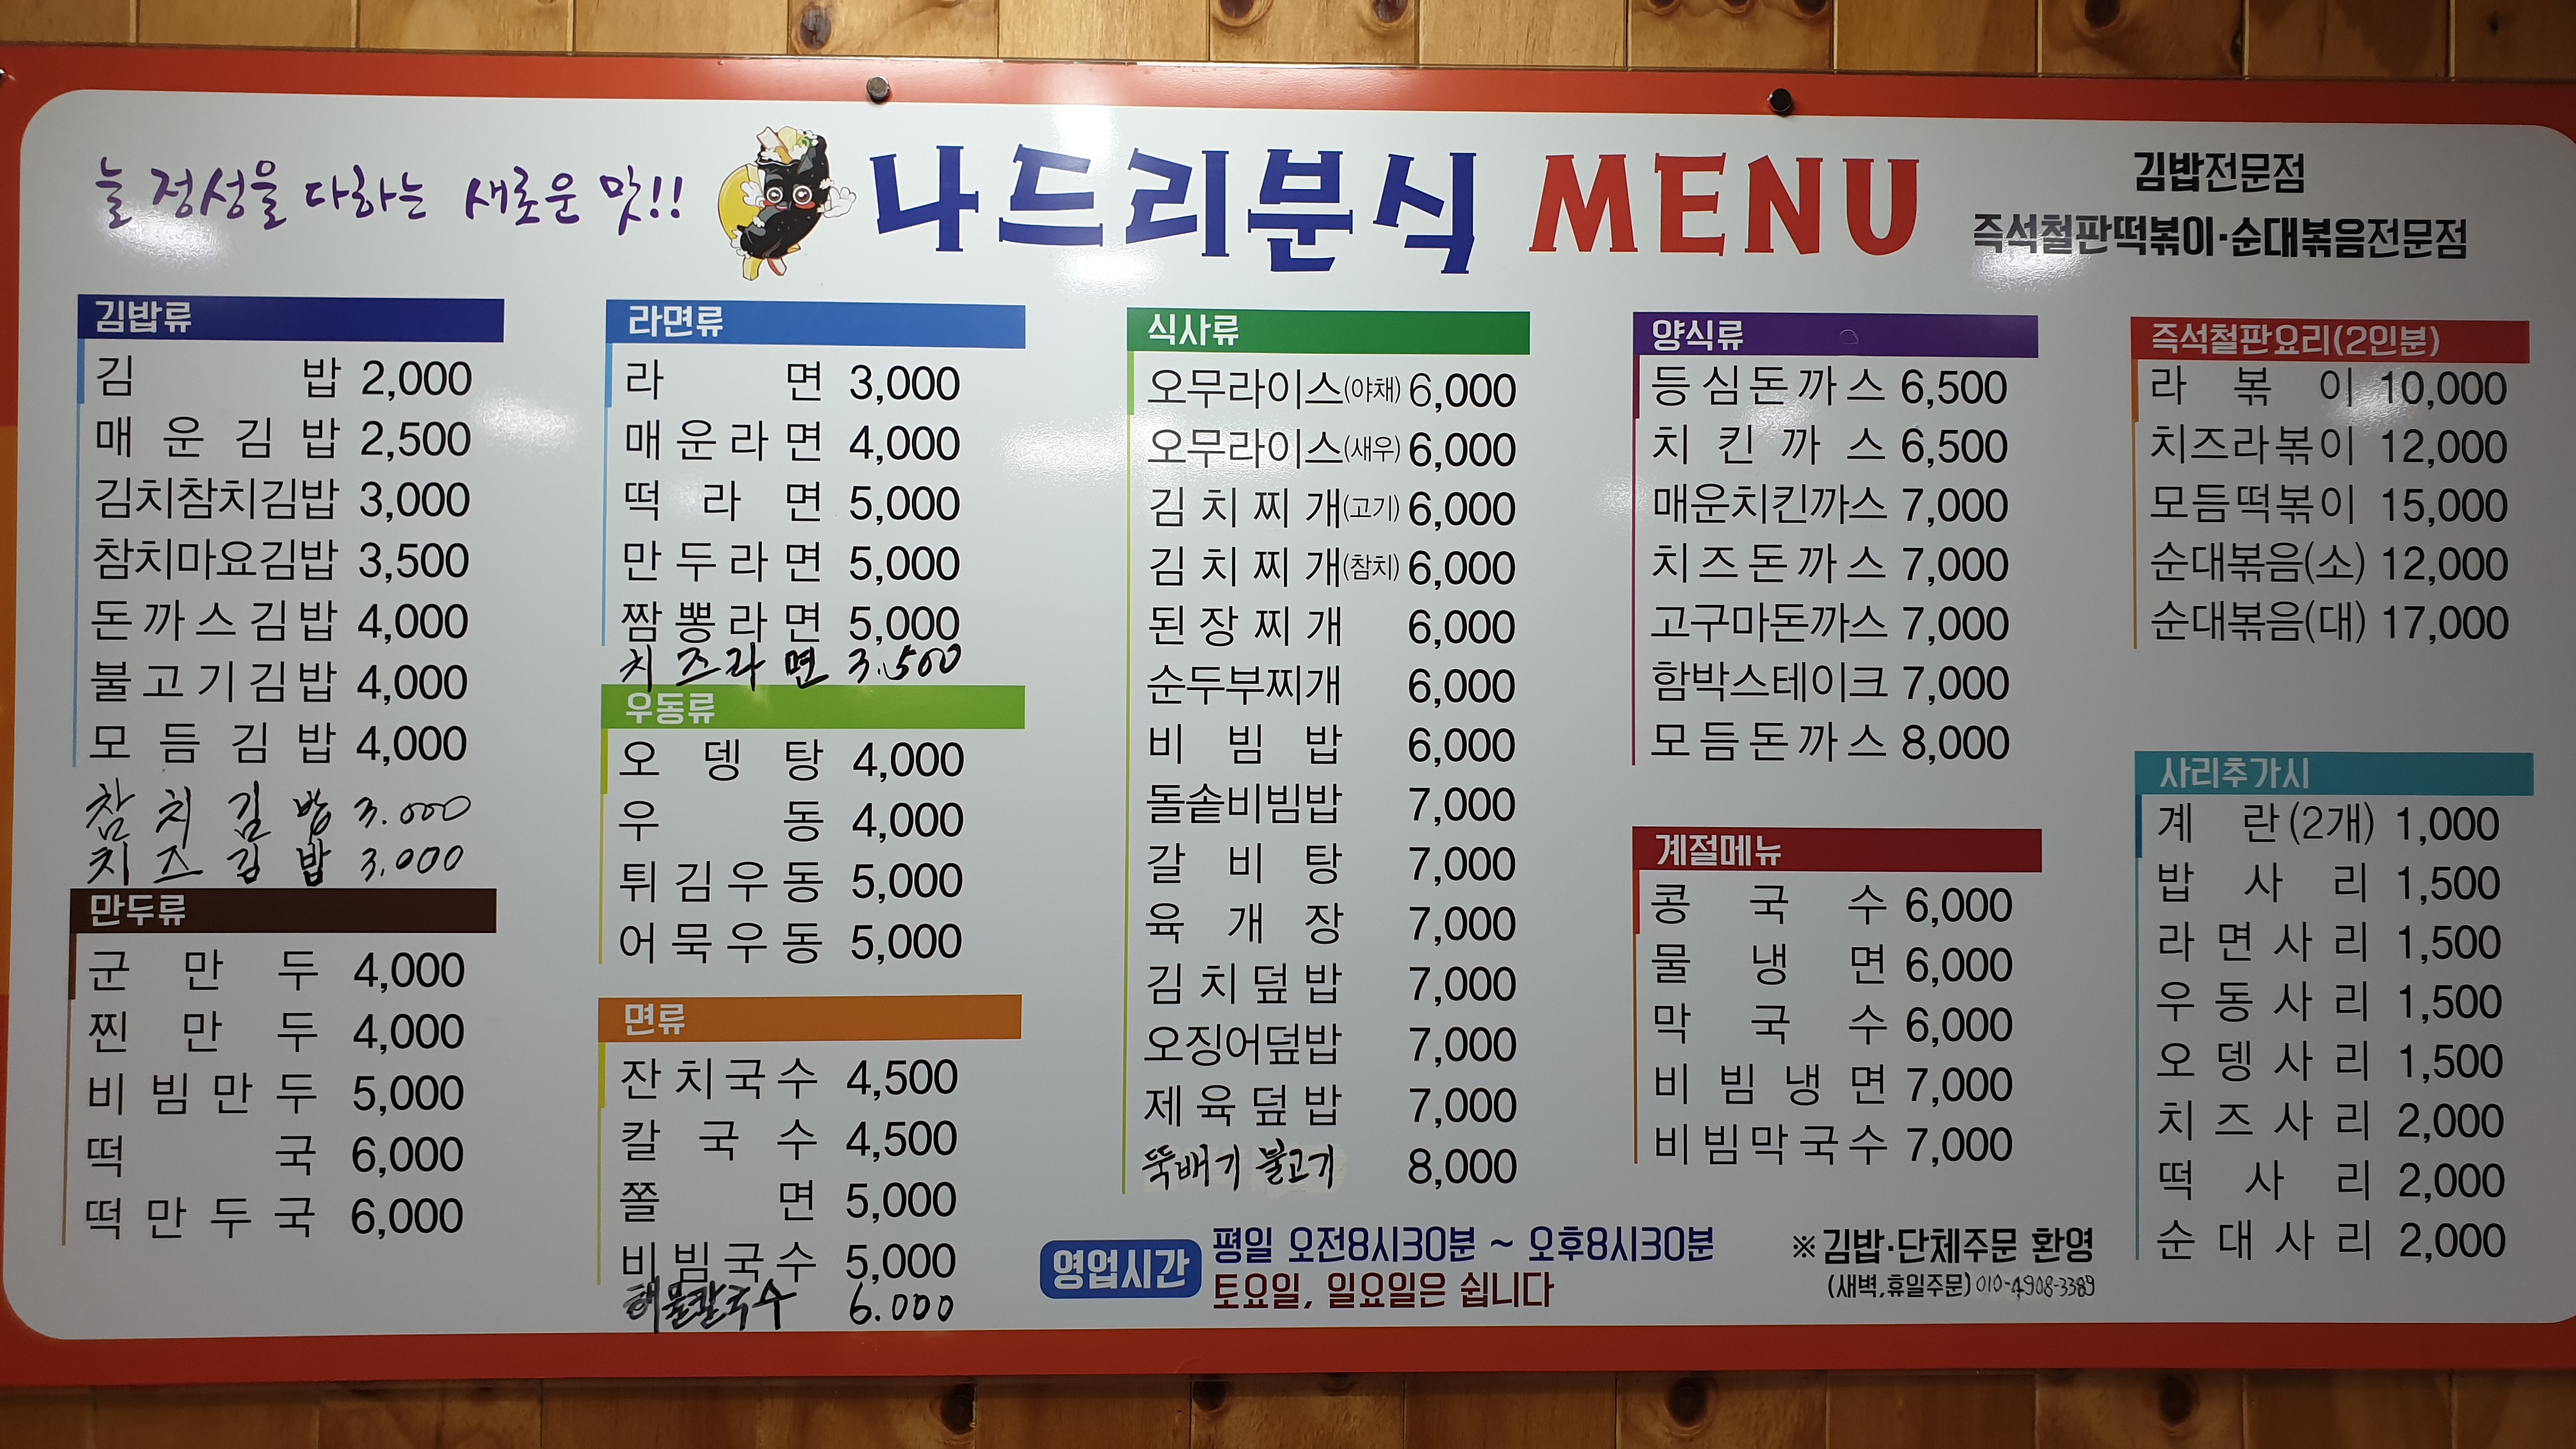 늘 정성을 다하는 새로운 맛!!
나드리분식 MENU
김밥전문점
즉석철판떡볶이·순대볶음전문점
김밥류
김밥 2,000
매운김밥 2,500
김치참치김밥 3,000
참치마요김밥 3,500
돈까스김밥 4,000
불고기김밥 4,000
모듬김밥 4,000
참치김밥 3.000
치즈김밥 3.000
만두류
군만두 4,000
찐만두 4,000
비빔만두 5,000
떡국 6,000
떡만두국 6,000
라면류
라면 3,000
매운라면 4,000
떡라면 5,000
만두라면 5,000
짬뽕라면 5,000
치즈라면 3.500
우동류
오뎅탕 4,000
우동 4,000
튀김우동 5,000
어묵우동 5,000
면류
잔치국수 4,500
칼국수 4,500
쫄면 5,000
비빔국수 5,000
해물칼국수 6.000
식사류
오무라이스(야채) 6,000
오무라이스(새우) 6,000
김치찌개(고기) 6,000
김치찌개(참치) 6,000
된장찌개 6,000
순두부찌개 6,000
비빔밥 6,000
돌솥비빔밥 7,000
갈비탕 7,000
육개장 7,000
김치덮밥 7,000
오징어덮밥 7,000
제육덮밥 7,000
뚝배기 불고기 8,000
양식류
등심돈까스 6,500
치킨까스 6,500
매운치킨까스 7,000
치즈돈까스 7,000
고구마돈까스 7,000
함박스테이크 7,000
모듬돈까스 8,000
계절메뉴
콩국수 6,000
물냉면 6,000
막국수 6,000
비빔냉면 7,000
비빔막국수 7,000
즉석철판요리(2인분)
라볶이 10,000
치즈라볶이 12,000
모듬떡볶이 15,000
순대볶음(소) 12,000
순대볶음(대) 17,000
사리추가시
계란(2개) 1,000
밥사리 1,500
라면사리 1,500
우동사리 1,500
오뎅사리 1,500
치즈사리 2,000
떡사리 2,000
순대사리 2,000
영업시간
평일 오전8시30분 ~ 오후8시30분
토요일, 일요일은 쉽니다
※김밥·단체주문 환영
(새벽,휴일주문) 010-4908-3389